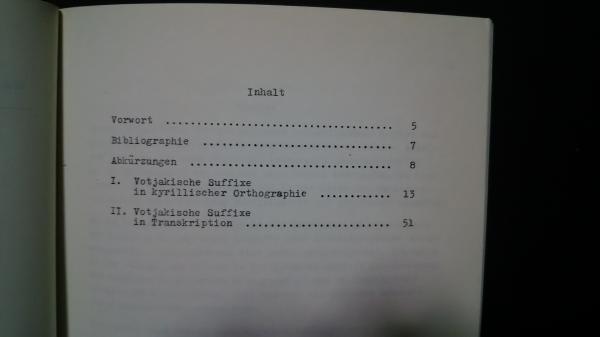 Inhalt
Vorwort ..................................... 5
Bibliographie ............................... 7
Abkürzungen ................................. 8
I. Votjakische Suffixe
in kyrillischer Orthographie ............ 13
II. Votjakische Suffixe
in Transkription ........................ 51